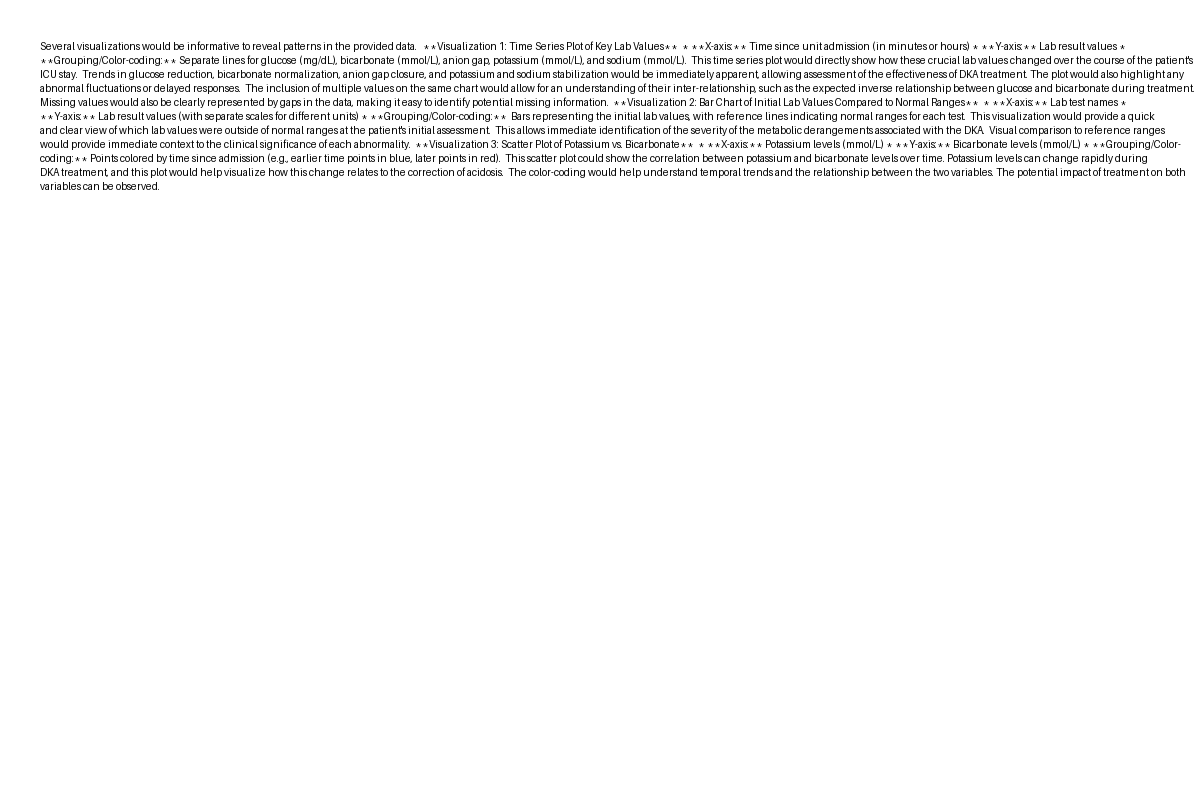 Several visualizations would be informative to reveal patterns in the provided data.   **Visualization 1: Time Series Plot of Key Lab Values**  * **X-axis:** Time since unit admission (in minutes or hours) * **Y-axis:** Lab result values *
**Grouping/Color-coding:** Separate lines for glucose (mg/dL), bicarbonate (mmol/L), anion gap, potassium (mmol/L), and sodium (mmol/L).  This time series plot would directly show how these crucial lab values changed over the course of the patient's
ICU stay.  Trends in glucose reduction, bicarbonate normalization, anion gap closure, and potassium and sodium stabilization would be immediately apparent, allowing assessment of the effectiveness of DKA treatment. The plot would also highlight any
abnormal fluctuations or delayed responses.  The inclusion of multiple values on the same chart would allow for an understanding of their inter-relationship, such as the expected inverse relationship between glucose and bicarbonate during treatment.
Missing values would also be clearly represented by gaps in the data, making it easy to identify potential missing information.  **Visualization 2: Bar Chart of Initial Lab Values Compared to Normal Ranges**  * **X-axis:** Lab test names *
**Y-axis:** Lab result values (with separate scales for different units) * **Grouping/Color-coding:**  Bars representing the initial lab values, with reference lines indicating normal ranges for each test.  This visualization would provide a quick
and clear view of which lab values were outside of normal ranges at the patient's initial assessment.  This allows immediate identification of the severity of the metabolic derangements associated with the DKA.  Visual comparison to reference ranges
would provide immediate context to the clinical significance of each abnormality.  **Visualization 3: Scatter Plot of Potassium vs. Bicarbonate**  * **X-axis:** Potassium levels (mmol/L) * **Y-axis:** Bicarbonate levels (mmol/L) * **Grouping/Color-
coding:** Points colored by time since admission (e.g., earlier time points in blue, later points in red).  This scatter plot could show the correlation between potassium and bicarbonate levels over time. Potassium levels can change rapidly during
DKA treatment, and this plot would help visualize how this change relates to the correction of acidosis.  The color-coding would help understand temporal trends and the relationship between the two variables. The potential impact of treatment on both
variables can be observed.